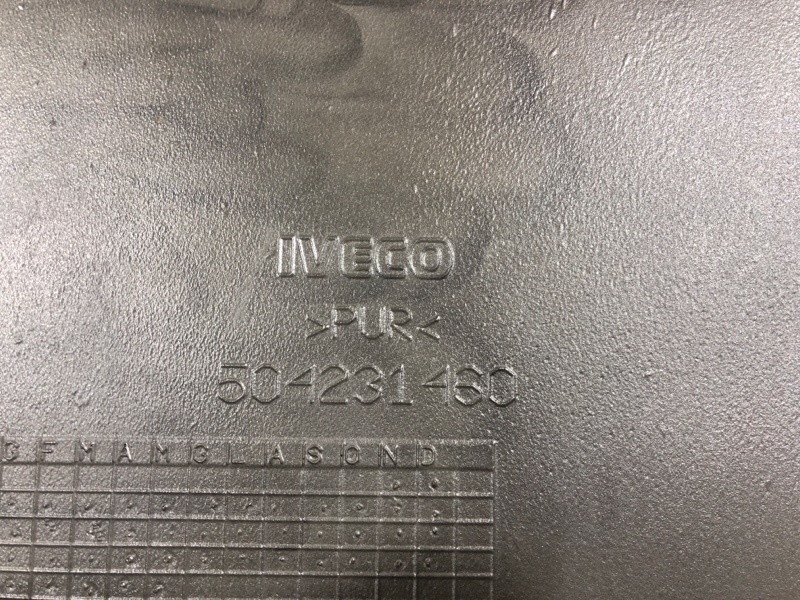 IVECO
>PUR<
504231460
G F M A M G L A S O N D